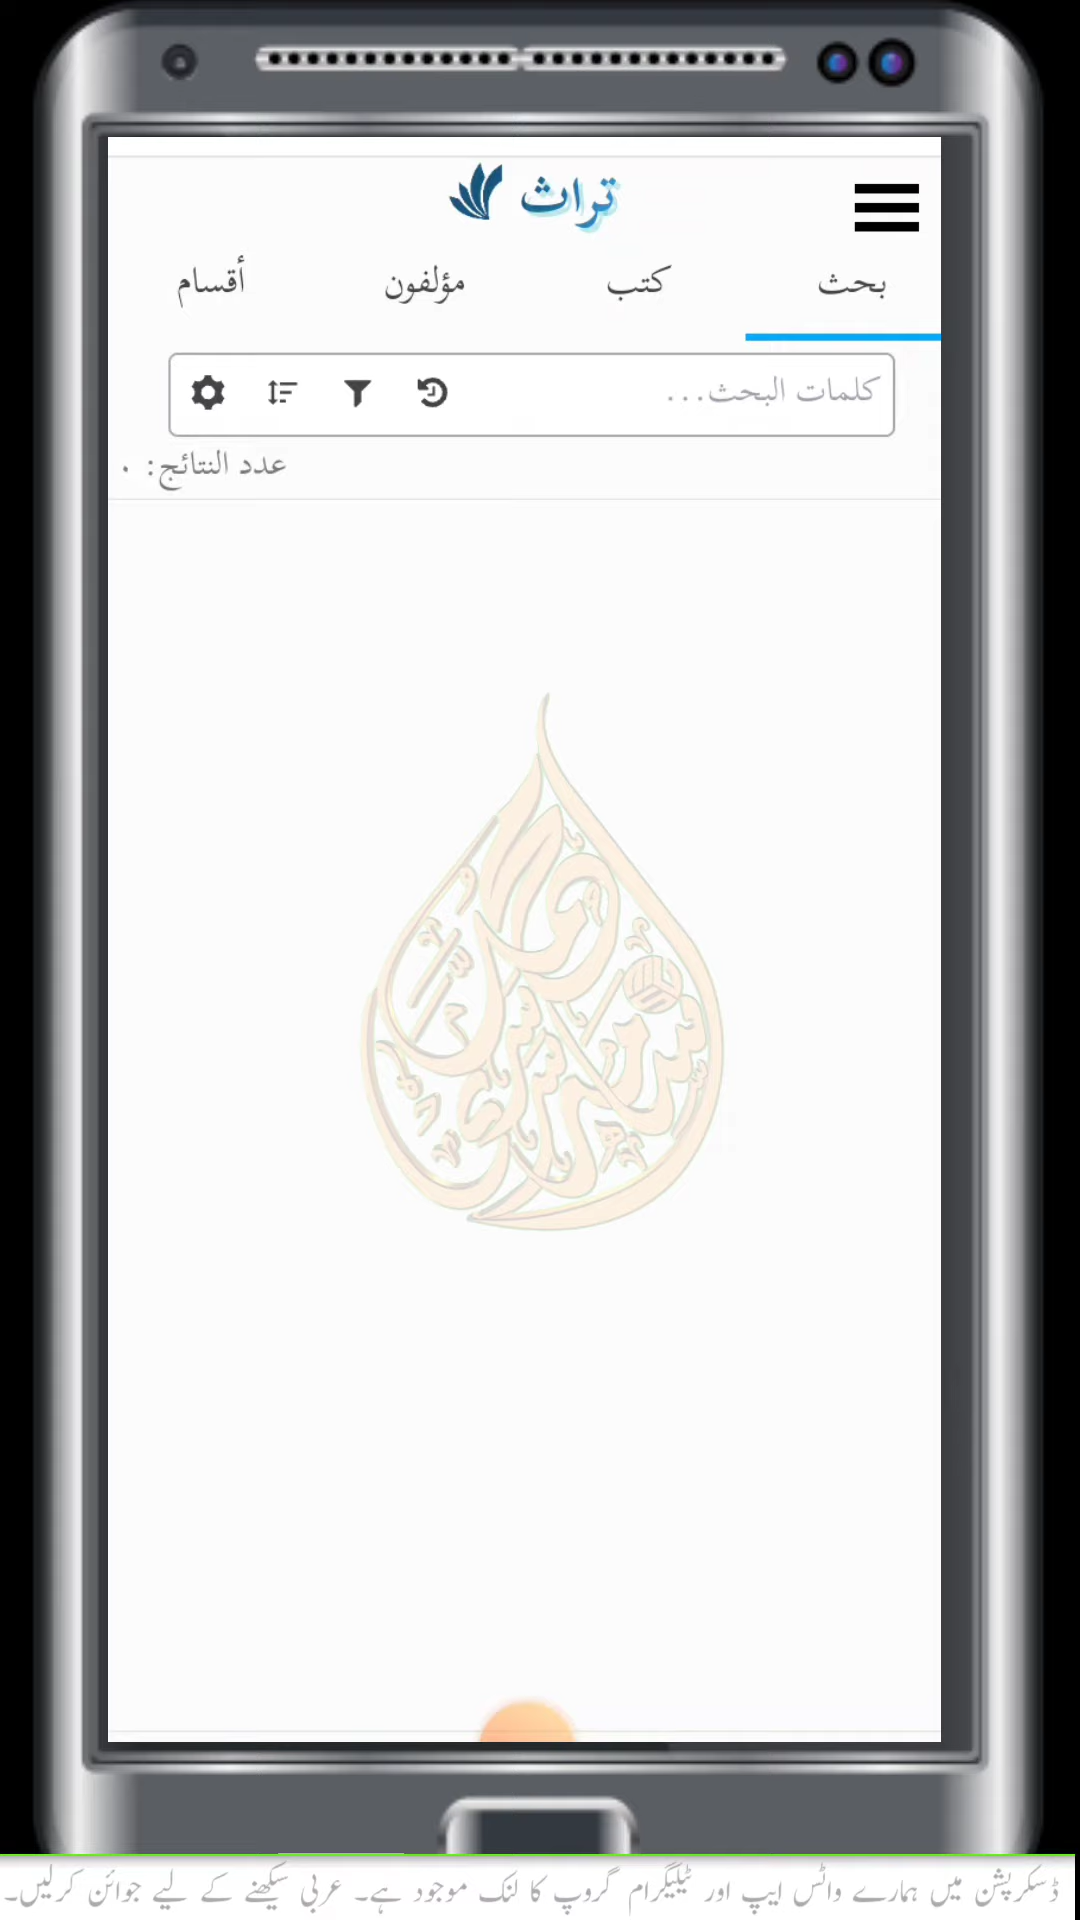 تراث
بحث
كتب
مؤلفون
أقسام
كلمات البحث...
عدد النتائج: ٠
ڈسکرپشن میں ہمارے واٹس ایپ اور ٹیلیگرام گروپ کا لنک موجود ہے۔ عربی سیکھنے کے لیے جوائن کرلیں۔